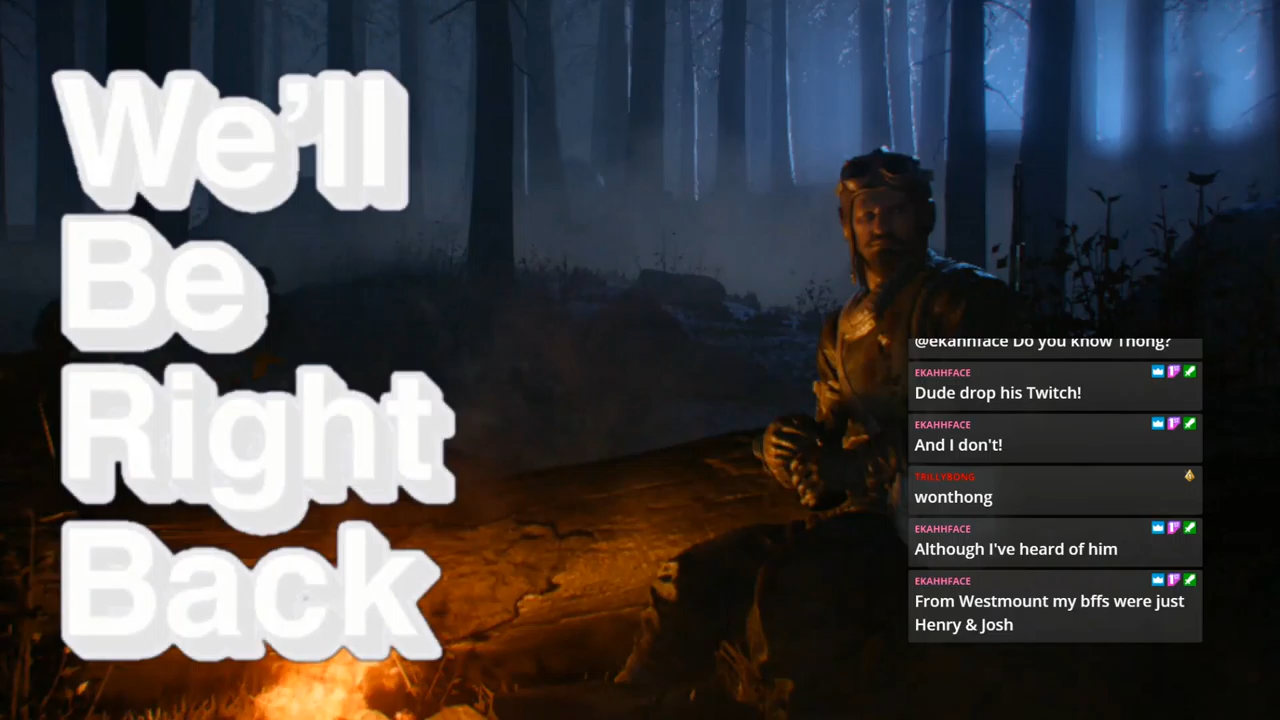 We'll
Be
Right
Back
@ekahhface Do you know Thong?
EKAHHFACE
Dude drop his Twitch!
EKAHHFACE
And I don't!
TRILLYBONG
wonthong
EKAHHFACE
Although I've heard of him
EKAHHFACE
From Westmount my bffs were just
Henry & Josh